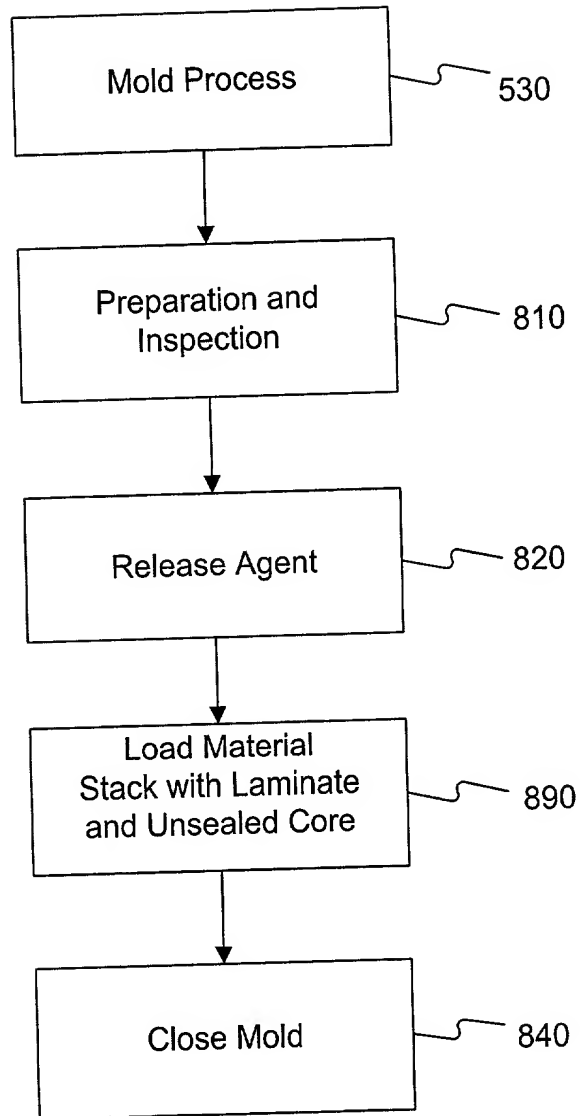 Mold Process
530
Preparation and
Inspection
810
Release Agent
820
Load Material
Stack with Laminate
and Unsealed Core
890
Close Mold
840